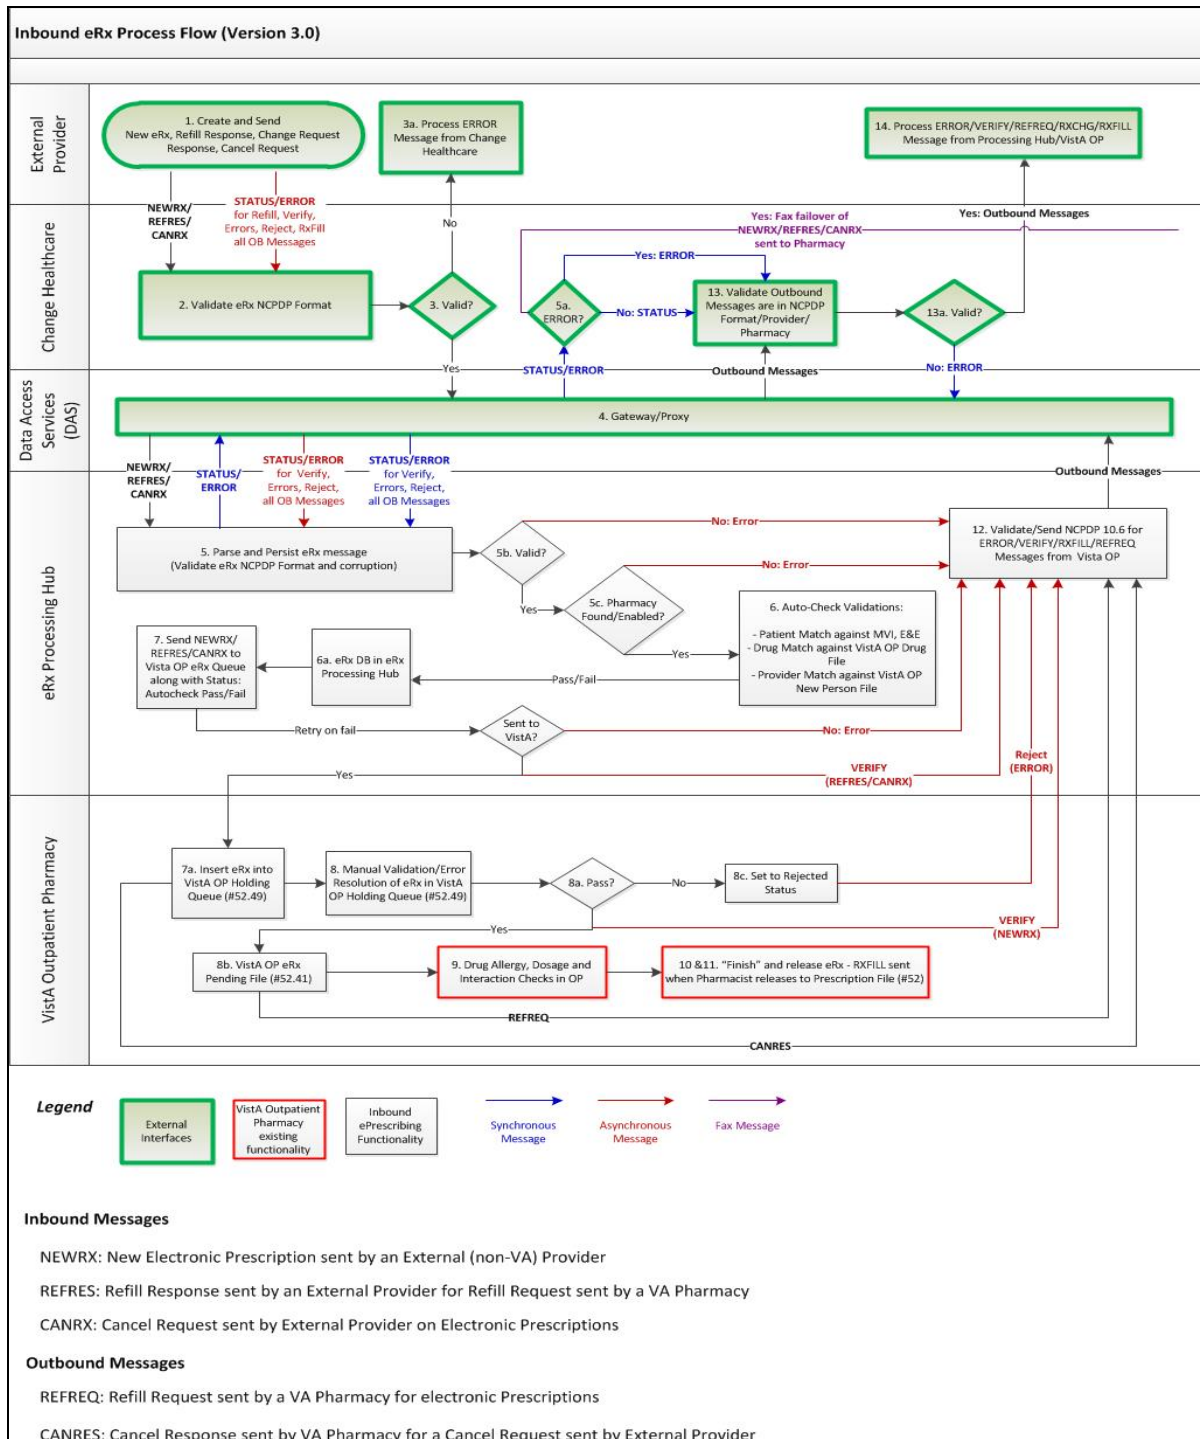 Inbound eRx Process Flow (Version 3.0)
External
Provider
1. Create and Send
New eRx, Refill Response, Change Request
Response, Cancel Request
3a. Process ERROR
Message from Change
Healthcare
14. Process ERROR/VERIFY/REFREQ/RXCHG/RXFILL
Message from Processing Hub/VistA OP
NEWRX/
REFRES/
CANRX
STATUS/ERROR
for Refill, Verify,
Errors, Reject, RxFill
all OB Messages
No
Yes: Fax failover of
NEWRX/REFRES/CANRX
sent to Pharmacy
Yes: Outbound Messages
Change Healthcare
2. Validate eRx NCPDP Format
3. Valid?
5a.
ERROR?
Yes: ERROR
No: STATUS
13. Validate Outbound
Messages are in NCPDP
Format/Provider/
Pharmacy
13a. Valid?
Yes
STATUS/ERROR
Outbound Messages
No: ERROR
Data Access
Services
(DAS)
4. Gateway/Proxy
NEWRX/
REFRES/
CANRX
STATUS/
ERROR
STATUS/ERROR
for Verify,
Errors, Reject,
all OB Messages
STATUS/ERROR
for Verify,
Errors, Reject,
all OB Messages
Outbound Messages
eRx Processing Hub
5. Parse and Persist eRx message
(Validate eRx NCPDP Format and corruption)
5b. Valid?
No: Error
12. Validate/Send NCPDP 10.6 for
ERROR/VERIFY/RXFILL/REFREQ
Messages from Vista OP
Yes
5c. Pharmacy
Found/Enabled?
No: Error
Yes
6. Auto-Check Validations:
- Patient Match against MVI, E&E
- Drug Match against VistA OP Drug
File
- Provider Match against VistA OP
New Person File
7. Send NEWRX/
REFRES/CANRX to
Vista OP eRx Queue
along with Status:
Autocheck Pass/Fail
6a. eRx DB in eRx
Processing Hub
Pass/Fail
Retry on fail
Sent to
VistA?
No: Error
Yes
VERIFY
(REFRES/CANRX)
Reject
(ERROR)
VistA Outpatient Pharmacy
7a. Insert eRx into
VistA OP Holding
Queue (#52.49)
8. Manual Validation/Error
Resolution of eRx in VistA
OP Holding Queue (#52.49)
8a. Pass?
No
8c. Set to Rejected
Status
Yes
VERIFY
(NEWRX)
8b. VistA OP eRx
Pending File (#52.41)
9. Drug Allergy, Dosage and
Interaction Checks in OP
10 &11. "Finish" and release eRx - RXFILL sent
when Pharmacist releases to Prescription File (#52)
REFREQ
CANRES
Legend
External
Interfaces
VistA Outpatient
Pharmacy
existing
functionality
Inbound
ePrescribing
Functionality
Synchronous
Message
Asynchronous
Message
Fax Message
Inbound Messages
NEWRX: New Electronic Prescription sent by an External (non-VA) Provider
REFRES: Refill Response sent by an External Provider for Refill Request sent by a VA Pharmacy
CANRX: Cancel Request sent by External Provider on Electronic Prescriptions
Outbound Messages
REFREQ: Refill Request sent by a VA Pharmacy for electronic Prescriptions
CANRES: Cancel Response sent by VA Pharmacy for a Cancel Request sent by External Provider